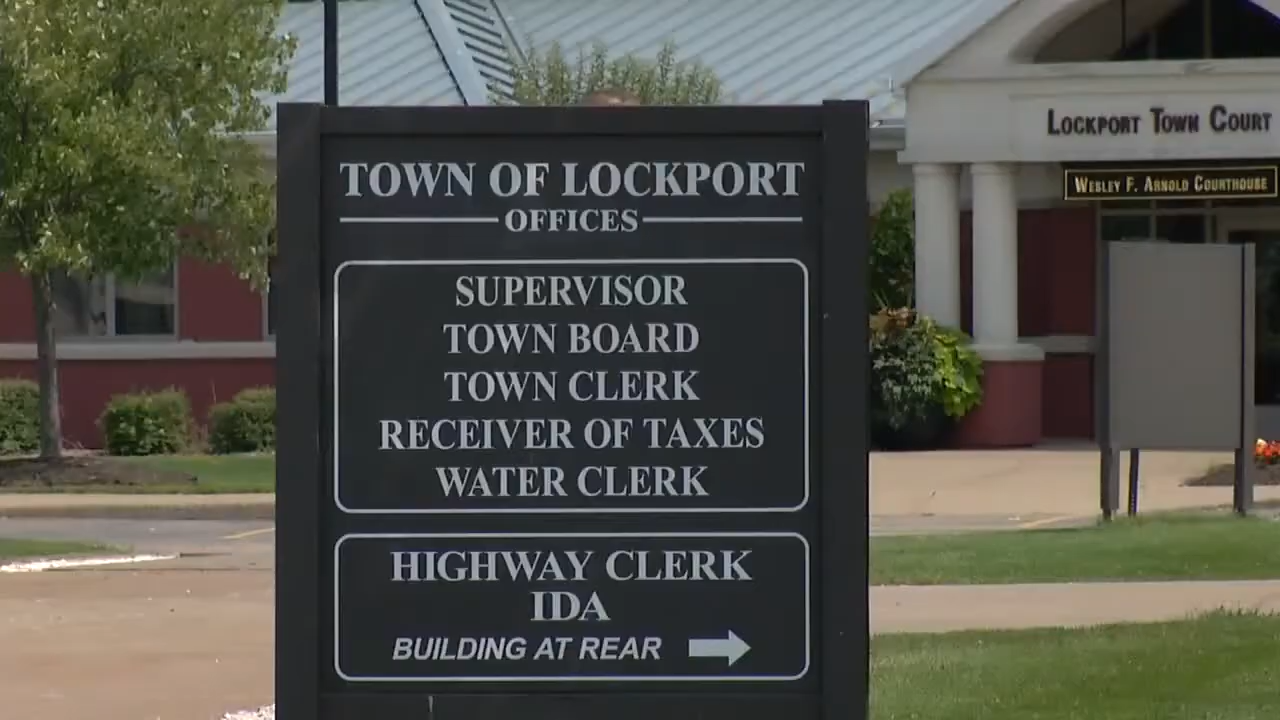 TOWN OF LOCKPORT
OFFICES
SUPERVISOR
TOWN BOARD
TOWN CLERK
RECEIVER OF TAXES
WATER CLERK
HIGHWAY CLERK
IDA
BUILDING AT REAR
LOCKPORT TOWN COURT
WESLEY F. ARNOLD COURTHOUSE